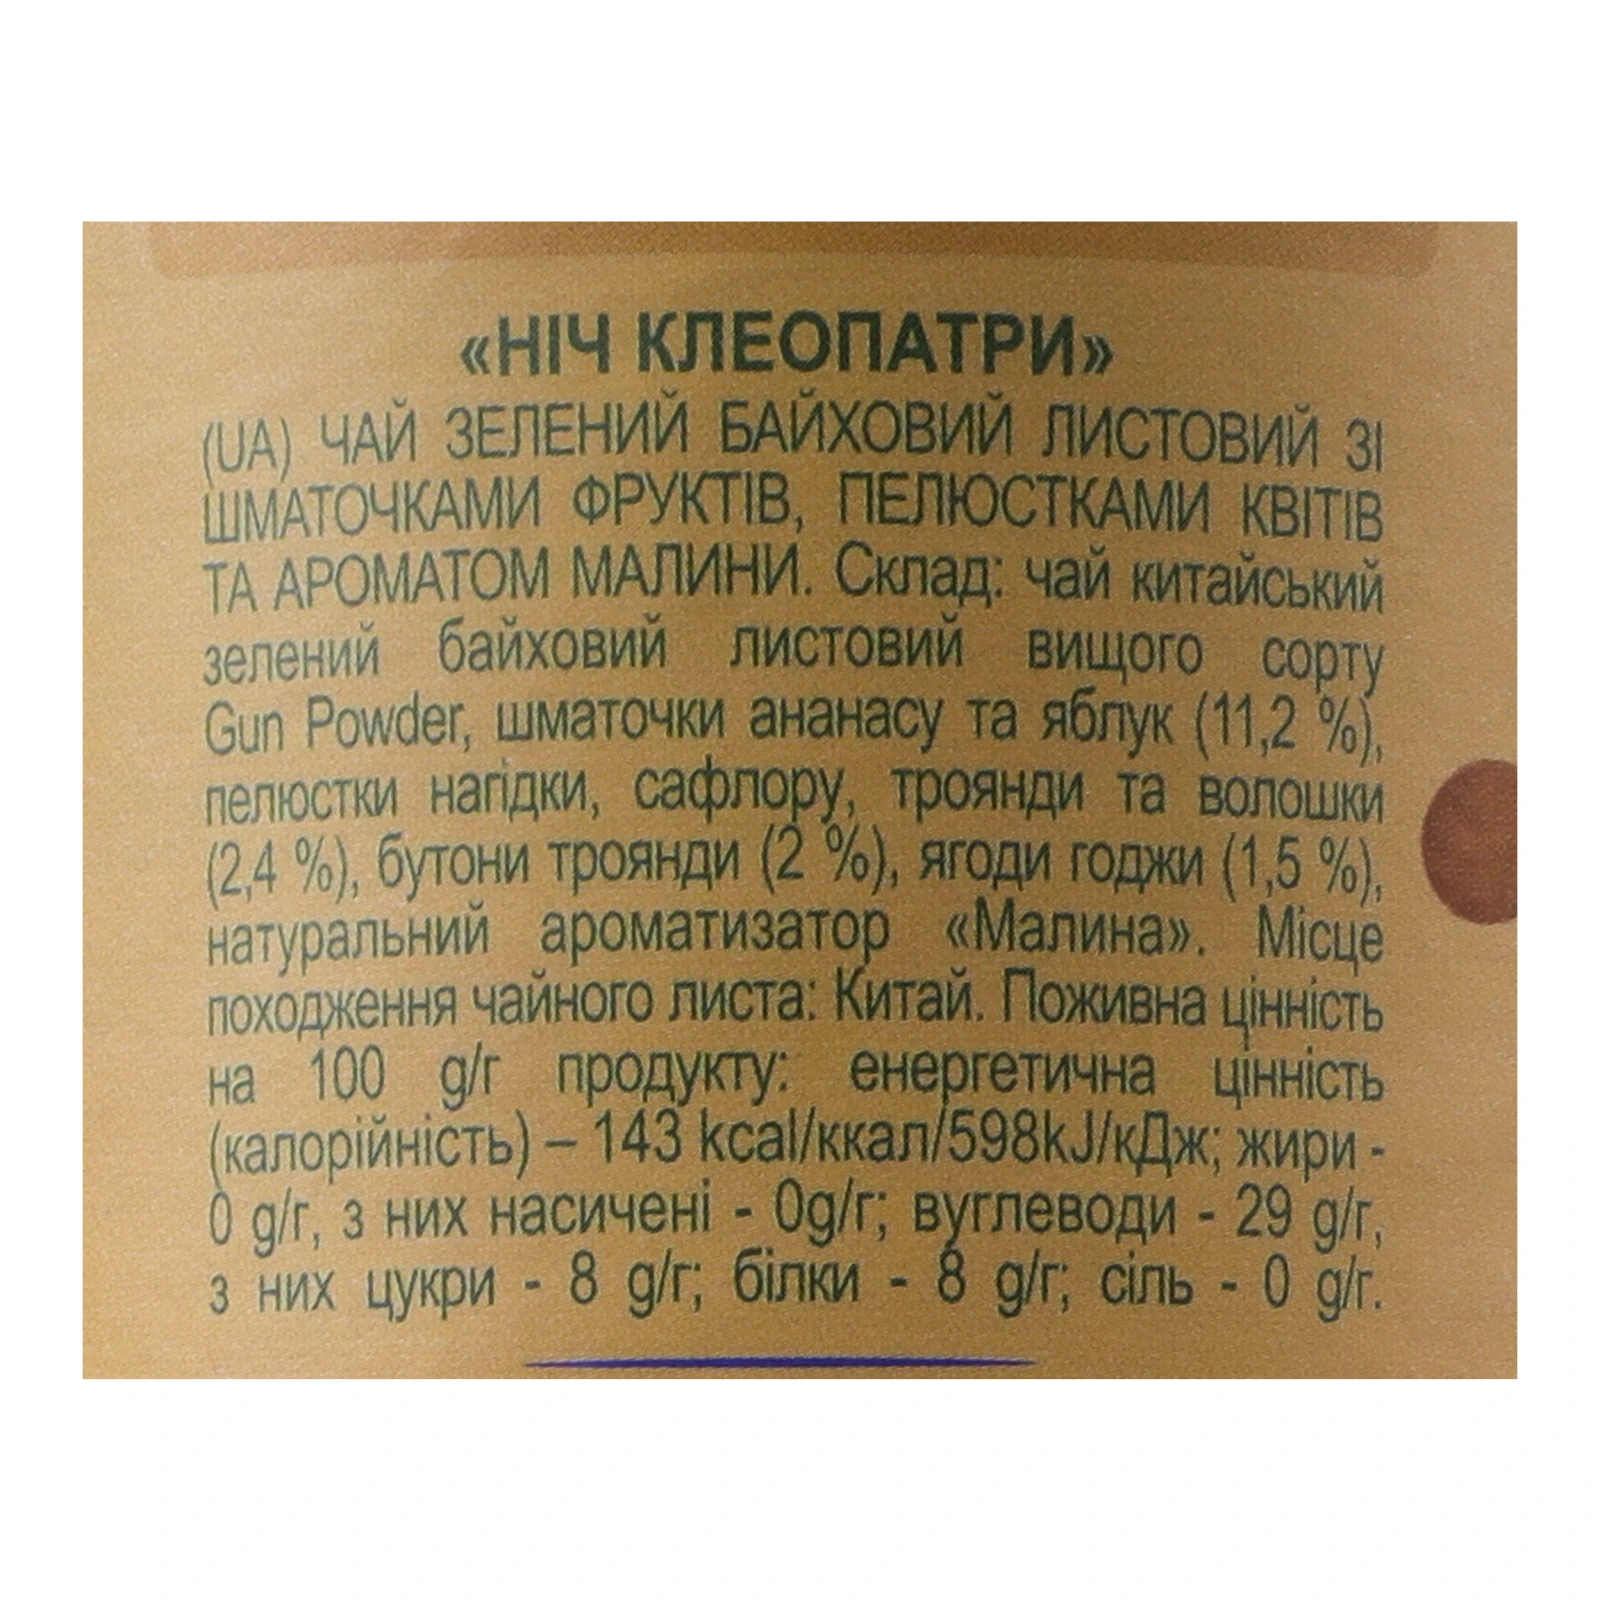 «НІЧ КЛЕОПАТРИ»
(UA) ЧАЙ ЗЕЛЕНИЙ БАЙХОВИЙ ЛИСТОВИЙ ЗІ
ШМАТОЧКАМИ ФРУКТІВ, ПЕЛЮСТКАМИ КВІТІВ
ТА АРОМАТОМ МАЛИНИ. Склад: чай китайський
зелений байховий листовий вищого сорту
Gun Powder, шматочки ананасу та яблук (11,2 %),
пелюстки нагідки, сафлору, троянди та волошки
(2,4 %), бутони троянди (2 %), ягоди годжи (1,5 %),
натуральний ароматизатор «Малина». Місце
походження чайного листа: Китай. Поживна цінність
на 100 g/г продукту: енергетична цінність
(калорійність) – 143 kcal/ккал/598kJ/кДж; жири -
0 g/г, з них насичені - 0g/г; вуглеводи - 29 g/г,
з них цукри - 8 g/г; білки - 8 g/г; сіль - 0 g/г.